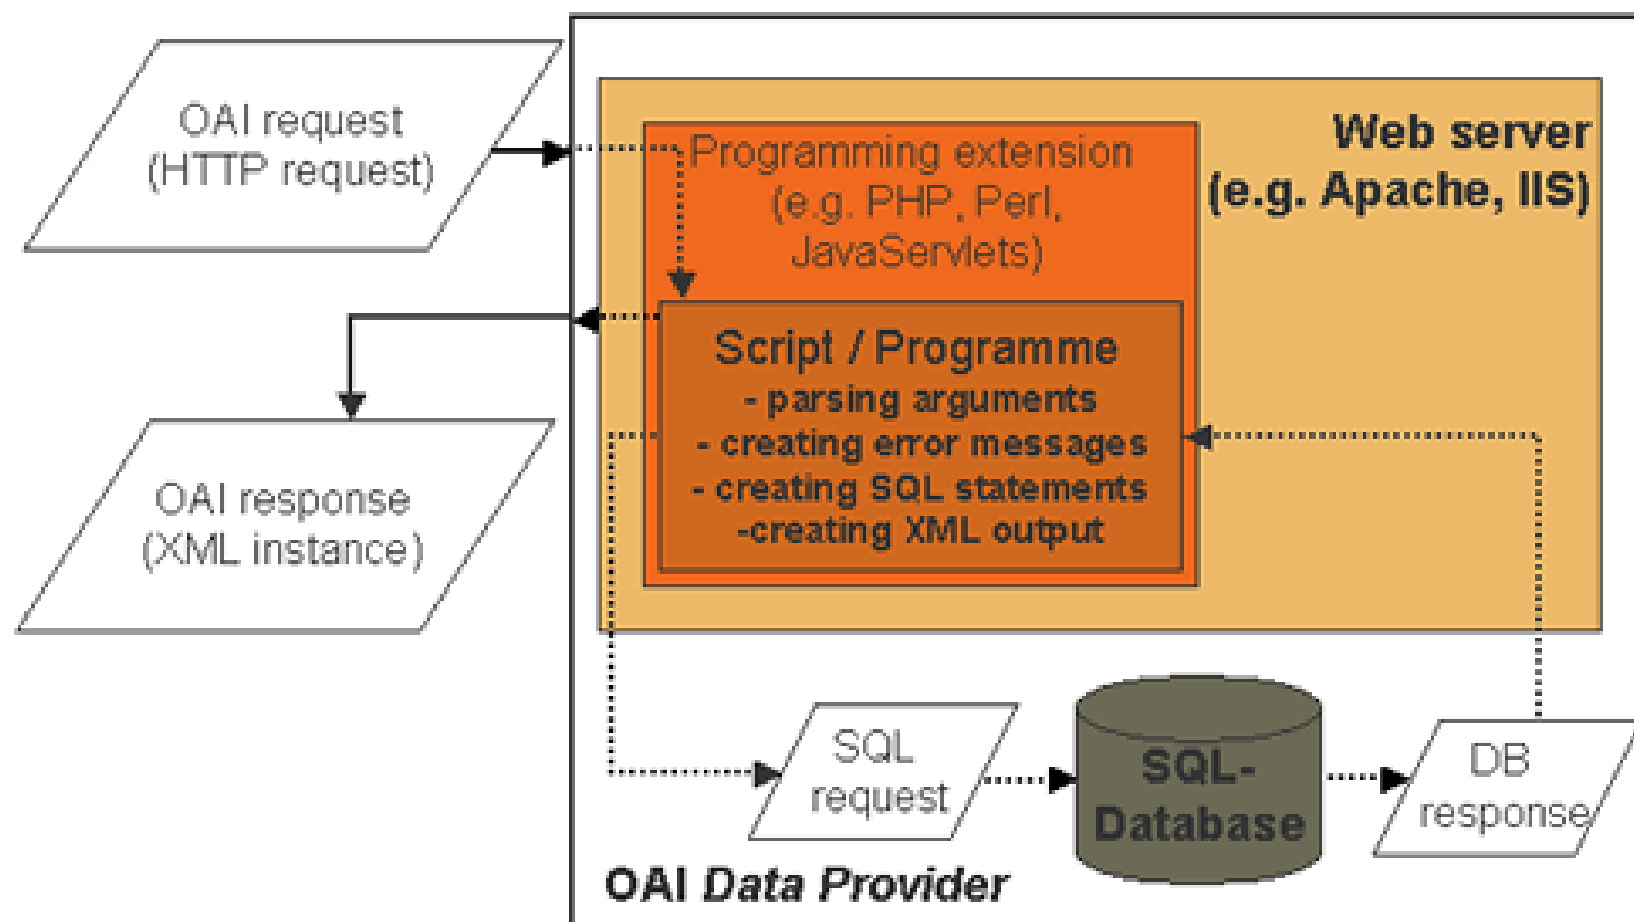 OAI request
(HTTP request)
Web server
(e.g. Apache, IIS)
Programming extension
(e.g. PHP, Perl,
JavaServlets)
Script / Programme
- parsing arguments
- creating error messages
- creating SQL statements
-creating XML output
OAI response
(XML instance)
SQL
request
SQL-
Database
DB
response
OAI Data Provider